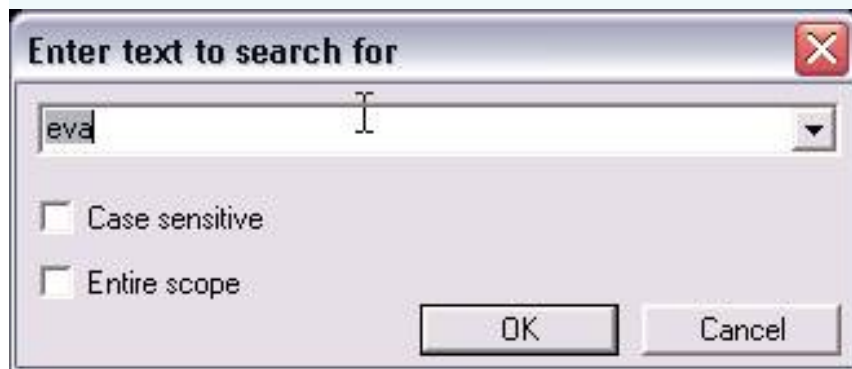 Enter text to search for
eva
Case sensitive
Entire scope
OK Cancel